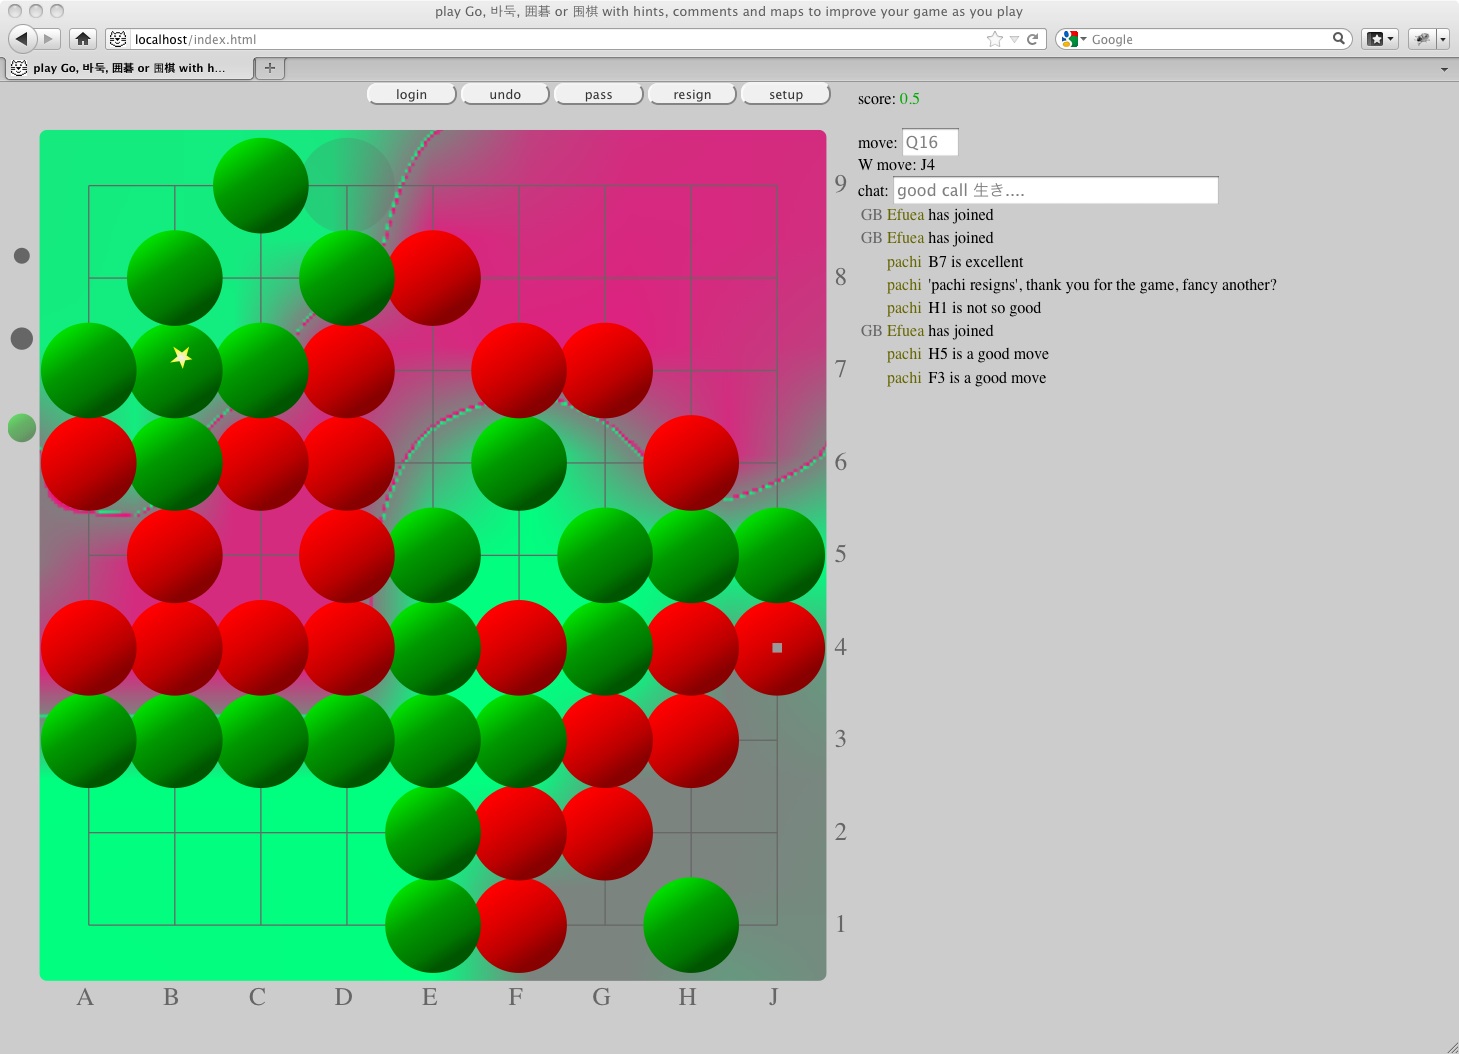 play Go, 바둑, 囲碁 or 围棋 with hints, comments and maps to improve your game as you play
localhost/index.html
Google
play Go, 바둑, 囲碁 or 围棋 with h...
login undo pass resign setup
score: 0.5
move: Q16
W move: J4
chat: good call 生き....
GB Efuea has joined
GB Efuea has joined
pachi B7 is excellent
pachi 'pachi resigns', thank you for the game, fancy another?
pachi H1 is not so good
GB Efuea has joined
pachi H5 is a good move
pachi F3 is a good move
9
8
7
6
5
4
3
2
1
A B C D E F G H J